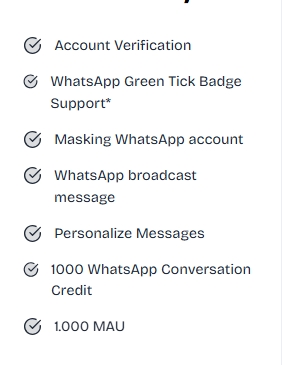 Account Verification
WhatsApp Green Tick Badge
Support*
Masking WhatsApp account
WhatsApp broadcast
message
Personalize Messages
1000 WhatsApp Conversation
Credit
1.000 MAU